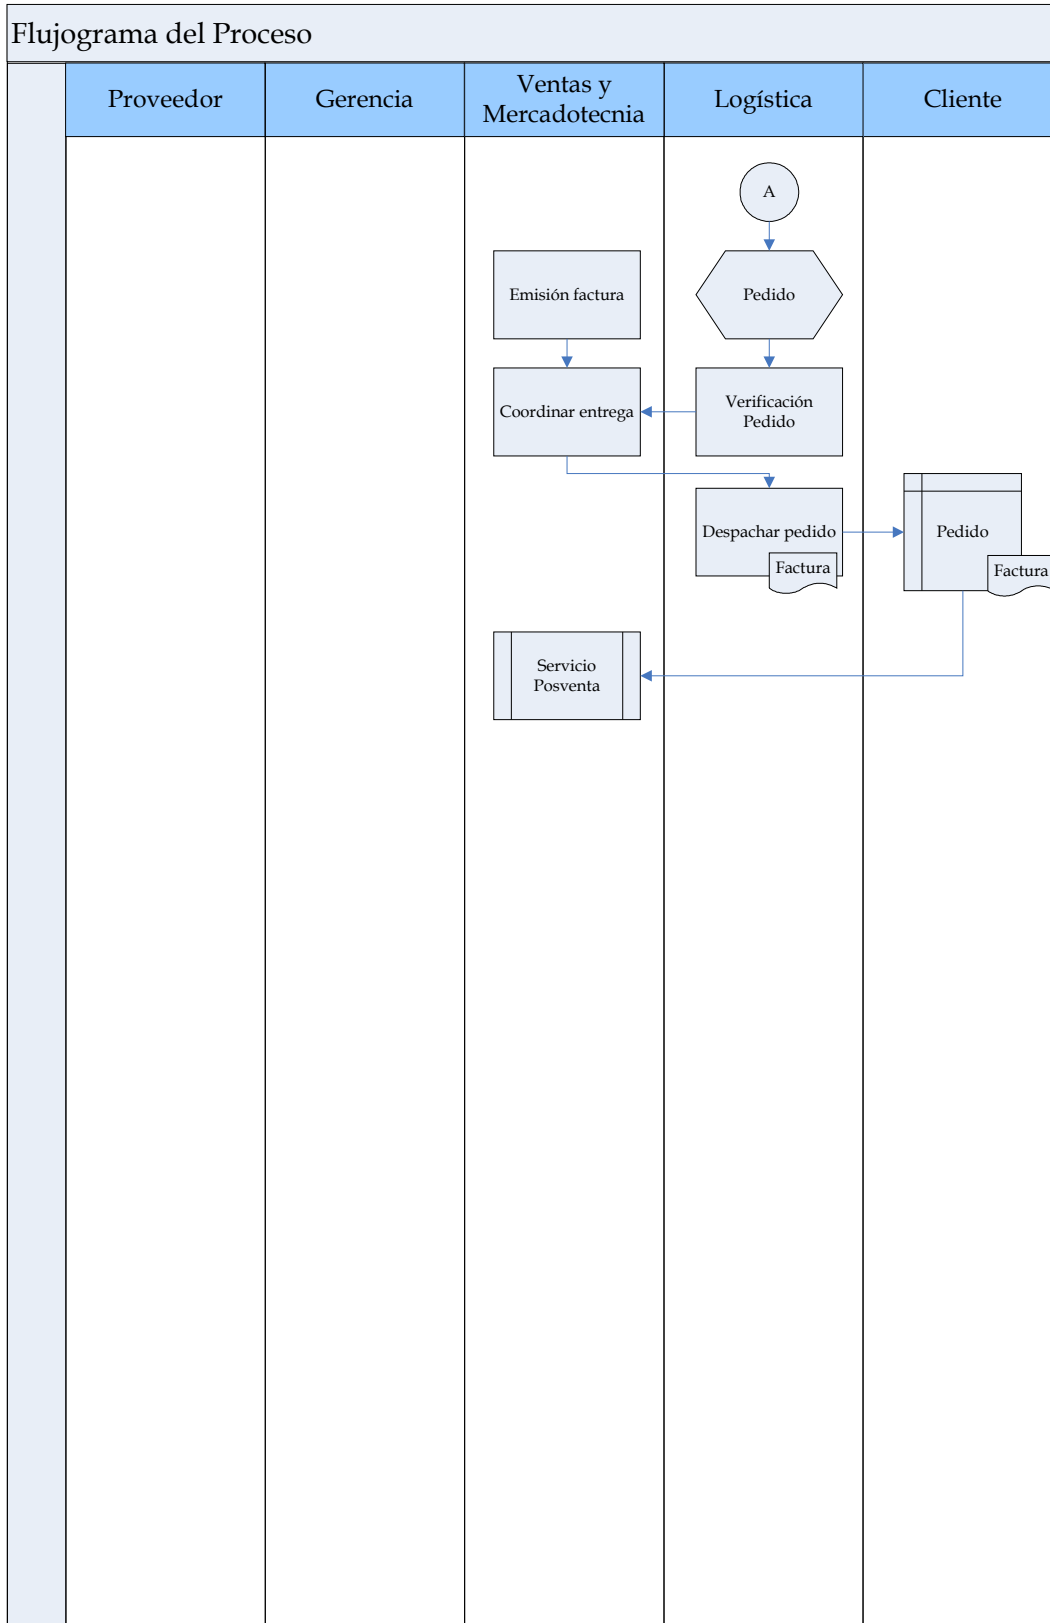 Flujograma del Proceso
Proveedor
Gerencia
Ventas y
Mercadotecnia
Logística
Cliente
A
Emisión factura
Pedido
Coordinar entrega
Verificación
Pedido
Despachar pedido
Factura
Pedido
Factura
Servicio
Posventa